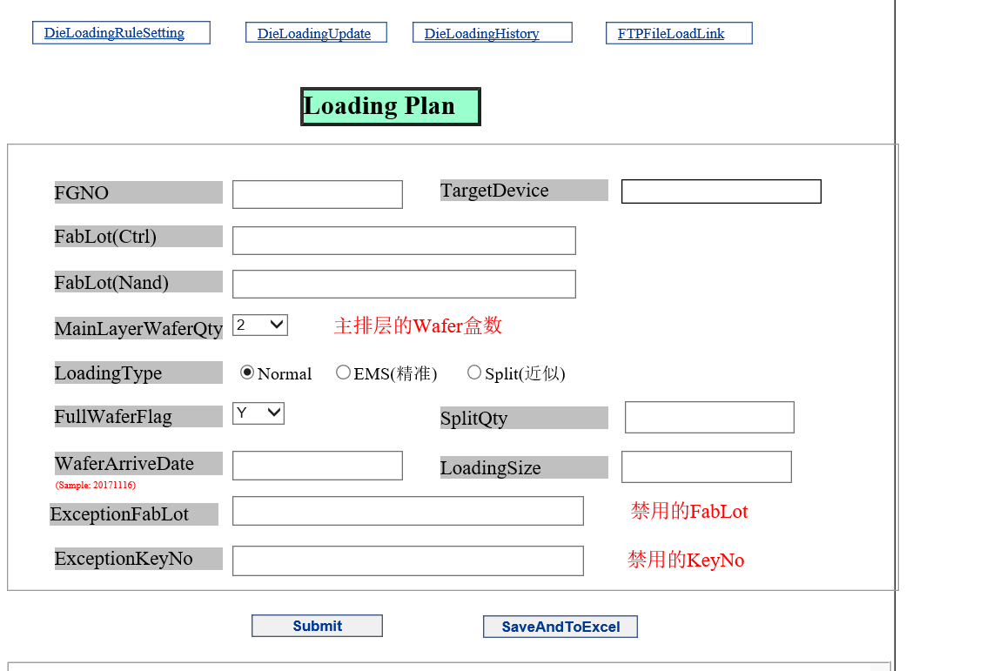 DieLoadingRuleSetting DieLoadingUpdate DieLoadingHistory FTPFileLoadLink
Loading Plan
FGNO TargetDevice
FabLot(Ctrl)
FabLot(Nand)
MainLayerWaferQty 2 主排层的Wafer盒数
LoadingType Normal EMS(精准) Split(近似)
FullWaferFlag Y SplitQty
WaferArriveDate LoadingSize
(Sample: 20171116)
ExceptionFabLot 禁用的FabLot
ExceptionKeyNo 禁用的KeyNo
Submit SaveAndToExcel